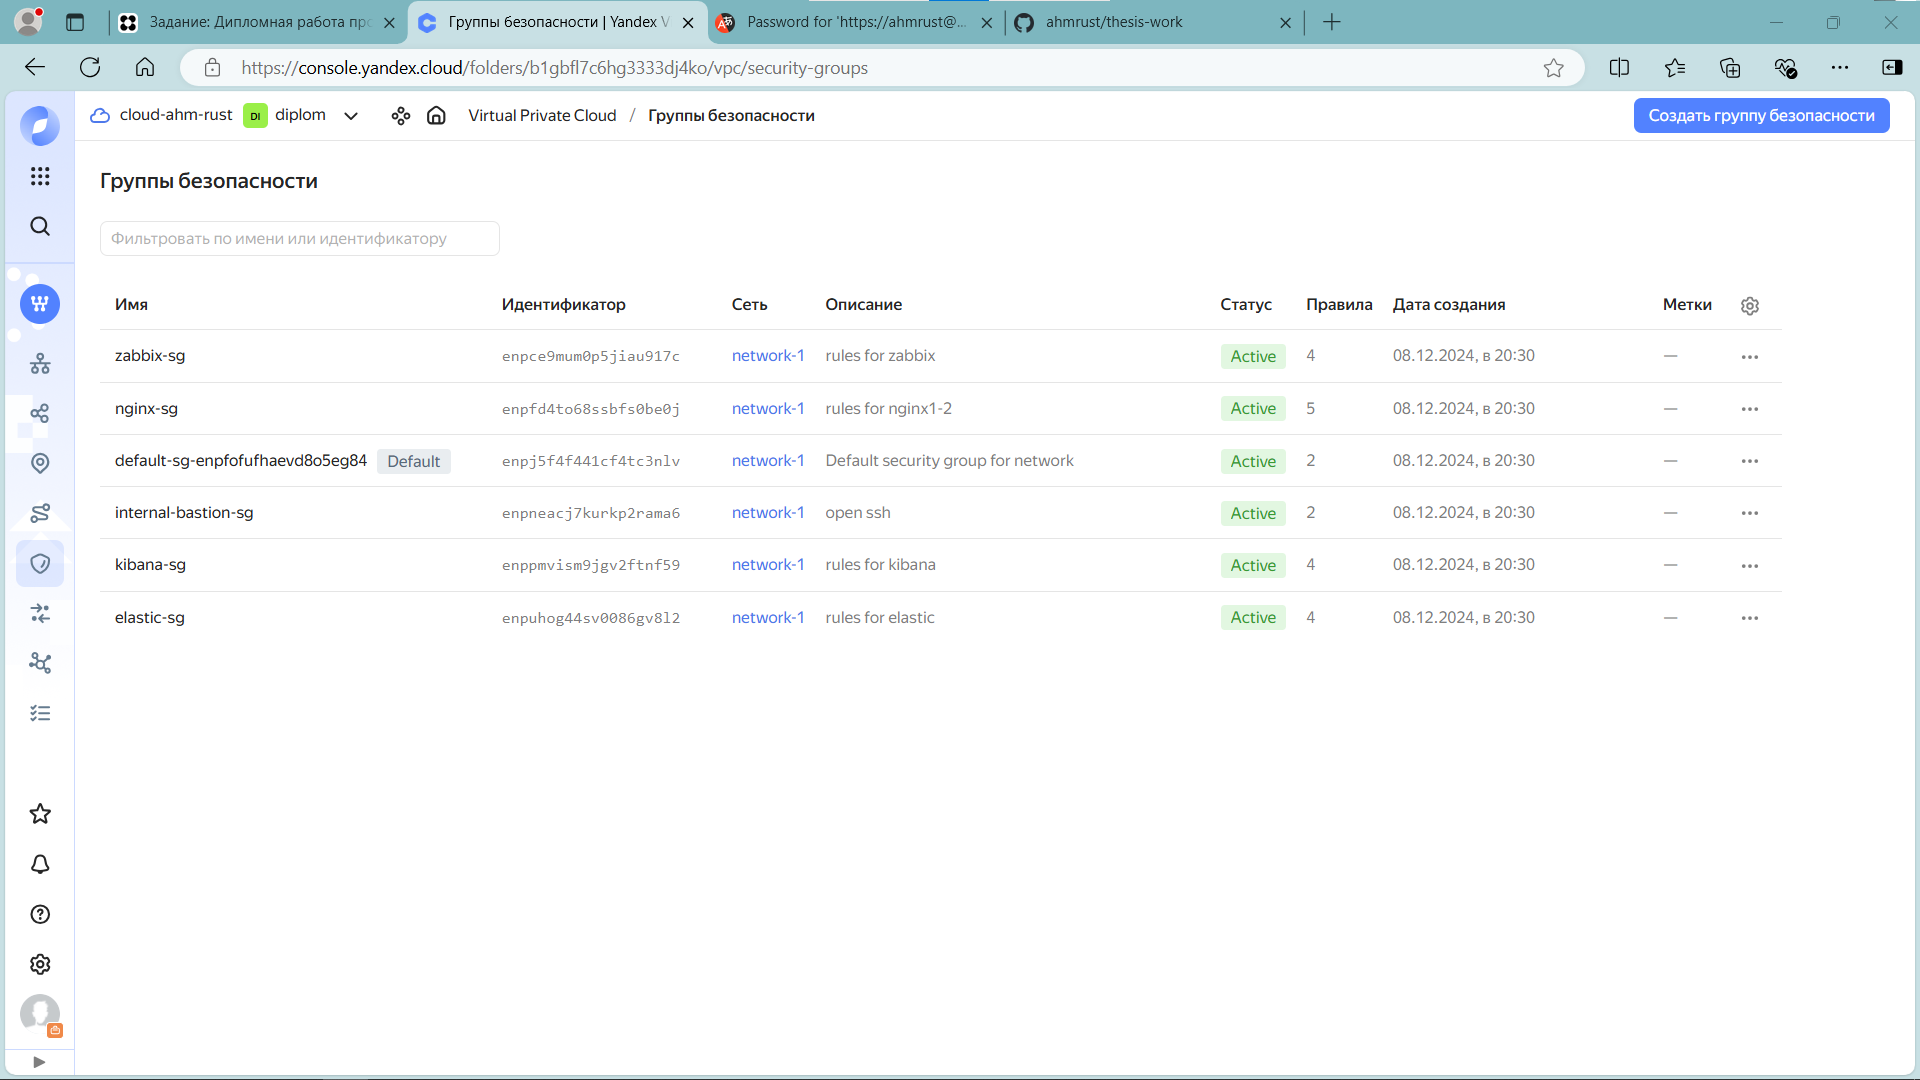 Задание: Дипломная работа пр
Группы безопасности | Yandex V
Password for 'https://ahmrust@...
ahmrust/thesis-work
https://console.yandex.cloud/folders/b1gbfl7c6hg3333dj4ko/vpc/security-groups
cloud-ahm-rust DI diplom Virtual Private Cloud / Группы безопасности
Создать группу безопасности
Группы безопасности
Фильтровать по имени или идентификатору
Имя Идентификатор Сеть Описание Статус Правила Дата создания Метки
zabbix-sg enpce9mum0p5jiau917c network-1 rules for zabbix Active 4 08.12.2024, в 20:30 —
nginx-sg enpfd4to68ssbfs0be0j network-1 rules for nginx1-2 Active 5 08.12.2024, в 20:30 —
default-sg-enpfofufhaevd8o5eg84 Default enpj5f4f441cf4tc3nlv network-1 Default security group for network Active 2 08.12.2024, в 20:30 —
internal-bastion-sg enpneacj7kurkp2rama6 network-1 open ssh Active 2 08.12.2024, в 20:30 —
kibana-sg enppmvism9jgv2ftnf59 network-1 rules for kibana Active 4 08.12.2024, в 20:30 —
elastic-sg enpuhog44sv0086gv8l2 network-1 rules for elastic Active 4 08.12.2024, в 20:30 —